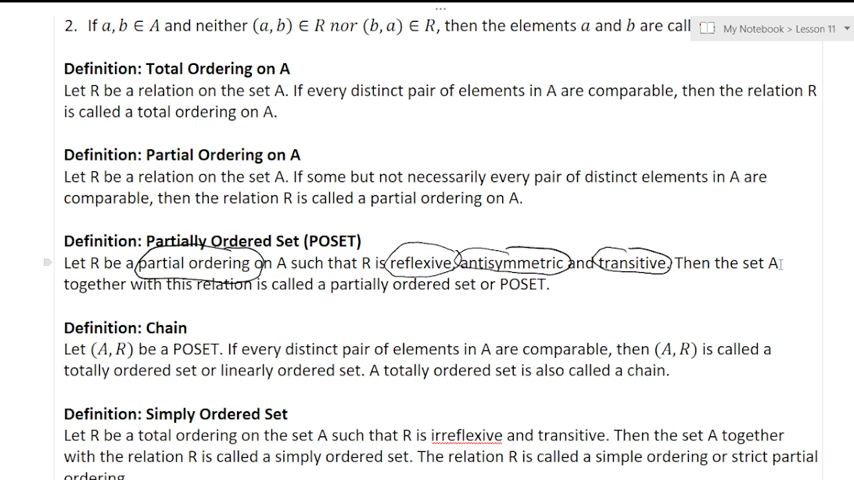 ...
2. If a, b ∈ A and neither (a, b) ∈ R nor (b, a) ∈ R, then the elements a and b are call
My Notebook > Lesson 11
Definition: Total Ordering on A
Let R be a relation on the set A. If every distinct pair of elements in A are comparable, then the relation R
is called a total ordering on A.
Definition: Partial Ordering on A
Let R be a relation on the set A. If some but not necessarily every pair of distinct elements in A are
comparable, then the relation R is called a partial ordering on A.
Definition: Partially Ordered Set (POSET)
Let R be a partial ordering on A such that R is reflexive, antisymmetric and transitive. Then the set A
together with this relation is called a partially ordered set or POSET.
Definition: Chain
Let (A, R) be a POSET. If every distinct pair of elements in A are comparable, then (A, R) is called a
totally ordered set or linearly ordered set. A totally ordered set is also called a chain.
Definition: Simply Ordered Set
Let R be a total ordering on the set A such that R is irreflexive and transitive. Then the set A together
with the relation R is called a simply ordered set. The relation R is called a simple ordering or strict partial
ordering